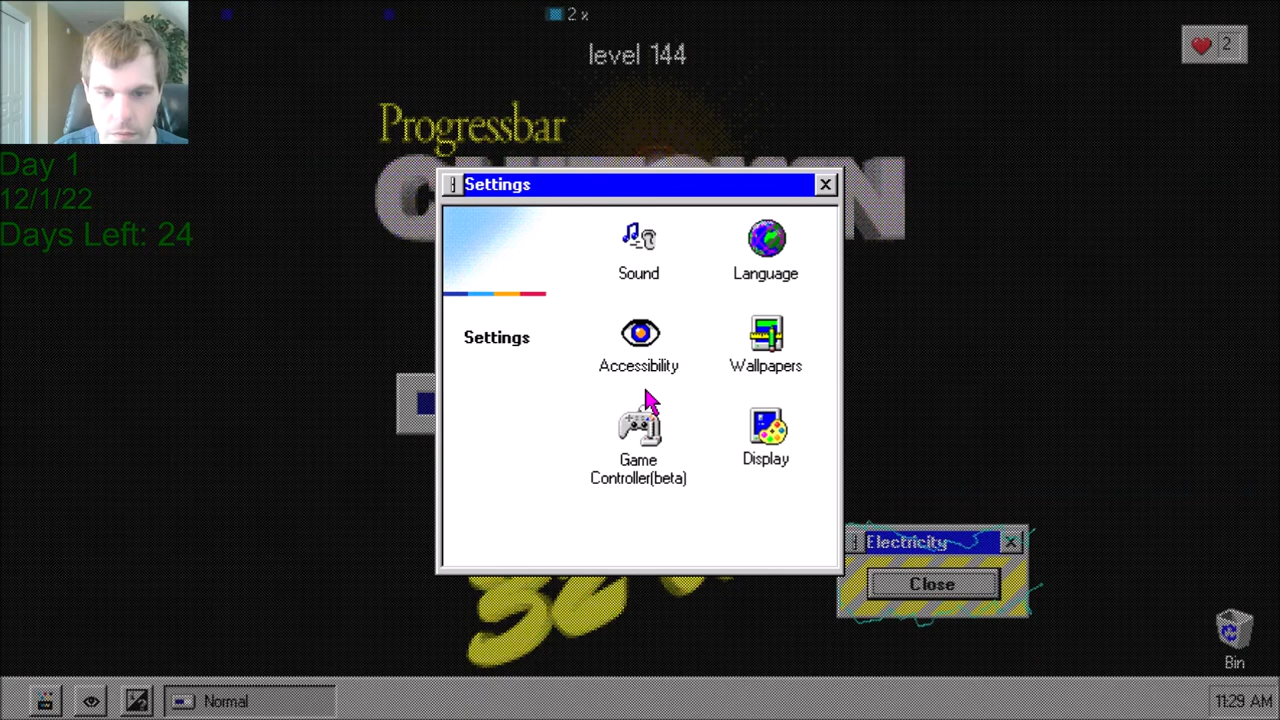 2 x
level 144
2
Day 1
12/1/22
Days Left: 24
Progressbar
Settings
Sound
Language
Settings
Accessibility
Wallpapers
Game
Controller(beta)
Display
Electricity
Close
Bin
Normal
11:29 AM